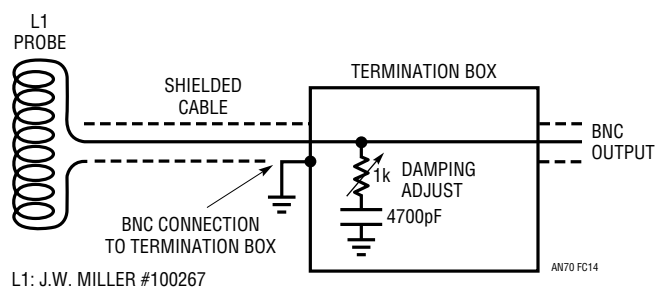 L1
PROBE
SHIELDED
CABLE
TERMINATION BOX
BNC
OUTPUT
1k
DAMPING
ADJUST
4700pF
BNC CONNECTION
TO TERMINATION BOX
AN70 FC14
L1: J.W. MILLER #100267